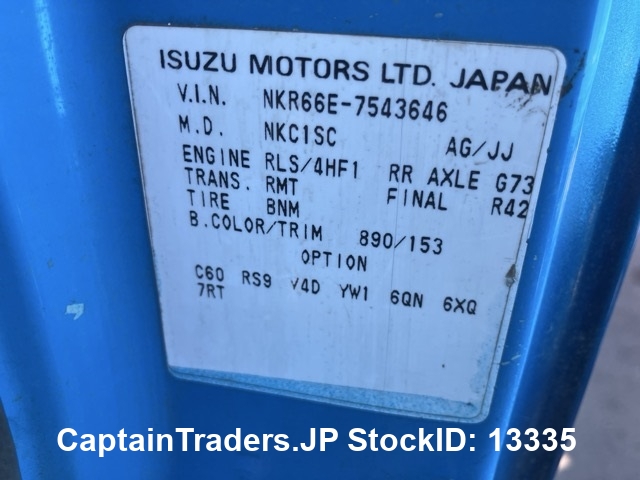 ISUZU MOTORS LTD. JAPAN
V.I.N. NKR66E-7543646
M.D. NKC1SC AG/JJ
ENGINE RLS/4HF1 RR AXLE G73
TRANS. RMT FINAL R42
TIRE BNM
B.COLOR/TRIM 890/153
OPTION
C60 RS9 V4D YW1 6QN 6XQ
7RT
CaptainTraders.JP StockID: 13335